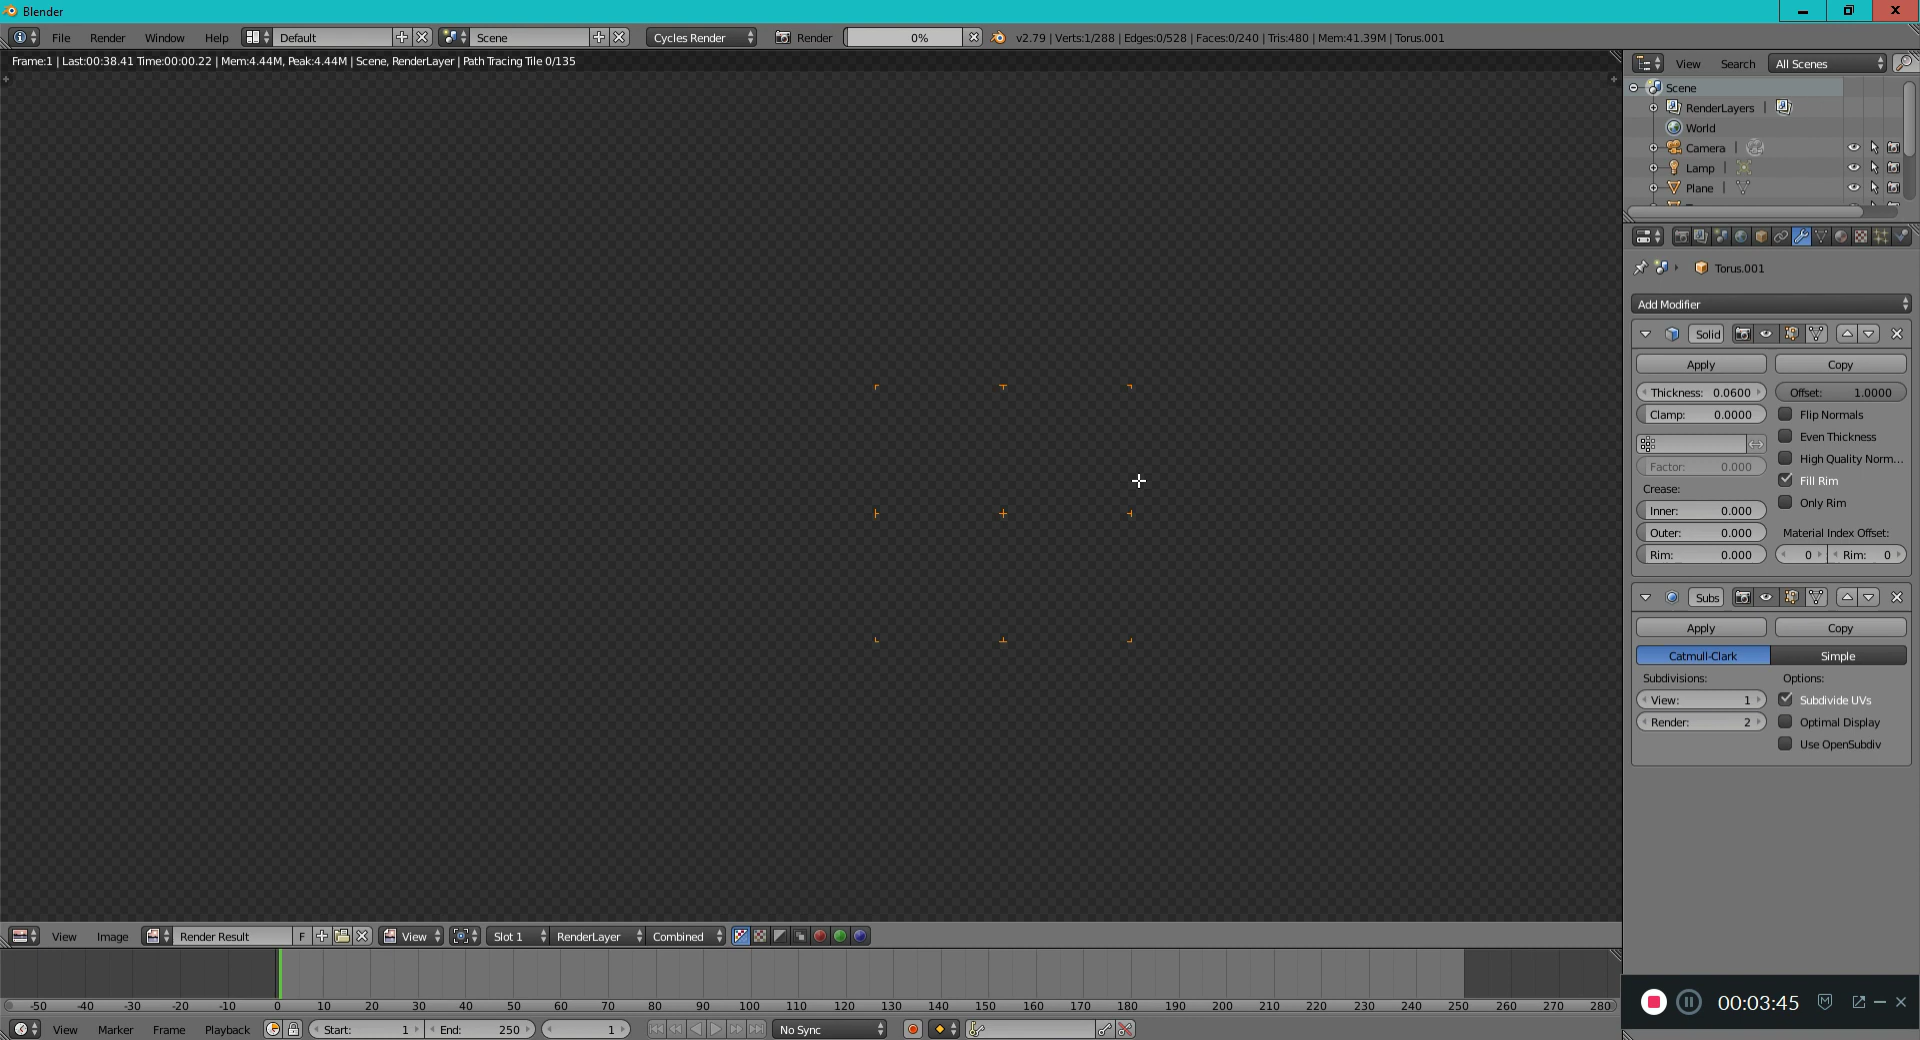 Blender
File Render Window Help Default Scene Cycles Render Render 0% v2.79 | Verts:1/288 | Edges:0/528 | Faces:0/240 | Tris:480 | Mem:41.39M | Torus.001
Frame:1 | Last:00:38.41 Time:00:00.22 | Mem:4.44M, Peak:4.44M | Scene, RenderLayer | Path Tracing Tile 0/135
View Search All Scenes
Scene
RenderLayers |
World
Camera |
Lamp |
Plane |
Torus.001
Add Modifier
Solid
Apply Copy
Thickness: 0.0600 Offset: 1.0000
Clamp: 0.0000 Flip Normals
Even Thickness
Factor: 0.000 High Quality Norm...
Crease: Fill Rim
Inner: 0.000 Only Rim
Outer: 0.000 Material Index Offset:
Rim: 0.000 0 Rim: 0
Subs
Apply Copy
Catmull-Clark Simple
Subdivisions: Options:
View: 1 Subdivide UVs
Render: 2 Optimal Display
Use OpenSubdiv
View Image Render Result F View Slot 1 RenderLayer Combined
-50 -40 -30 -20 -10 0 10 20 30 40 50 60 70 80 90 100 110 120 130 140 150 160 170 180 190 200 210 220 230 240 250 260 270 280
View Marker Frame Playback Start: 1 End: 250 1 No Sync
00:03:45